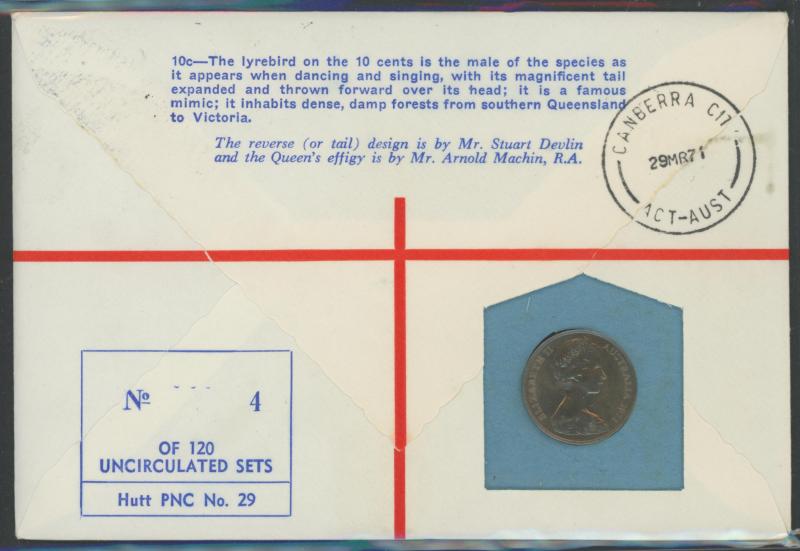 10c—The lyrebird on the 10 cents is the male of the species as
it appears when dancing and singing, with its magnificent tail
expanded and thrown forward over its head; it is a famous
mimic; it inhabits dense, damp forests from southern Queensland
to Victoria.
The reverse (or tail) design is by Mr. Stuart Devlin
and the Queen's effigy is by Mr. Arnold Machin, R.A.
CANBERRA C17
29MR71
ACT-AUST
ELIZABETH II
AUSTRALIA
Nº 4
OF 120
UNCIRCULATED SETS
Hutt PNC No. 29